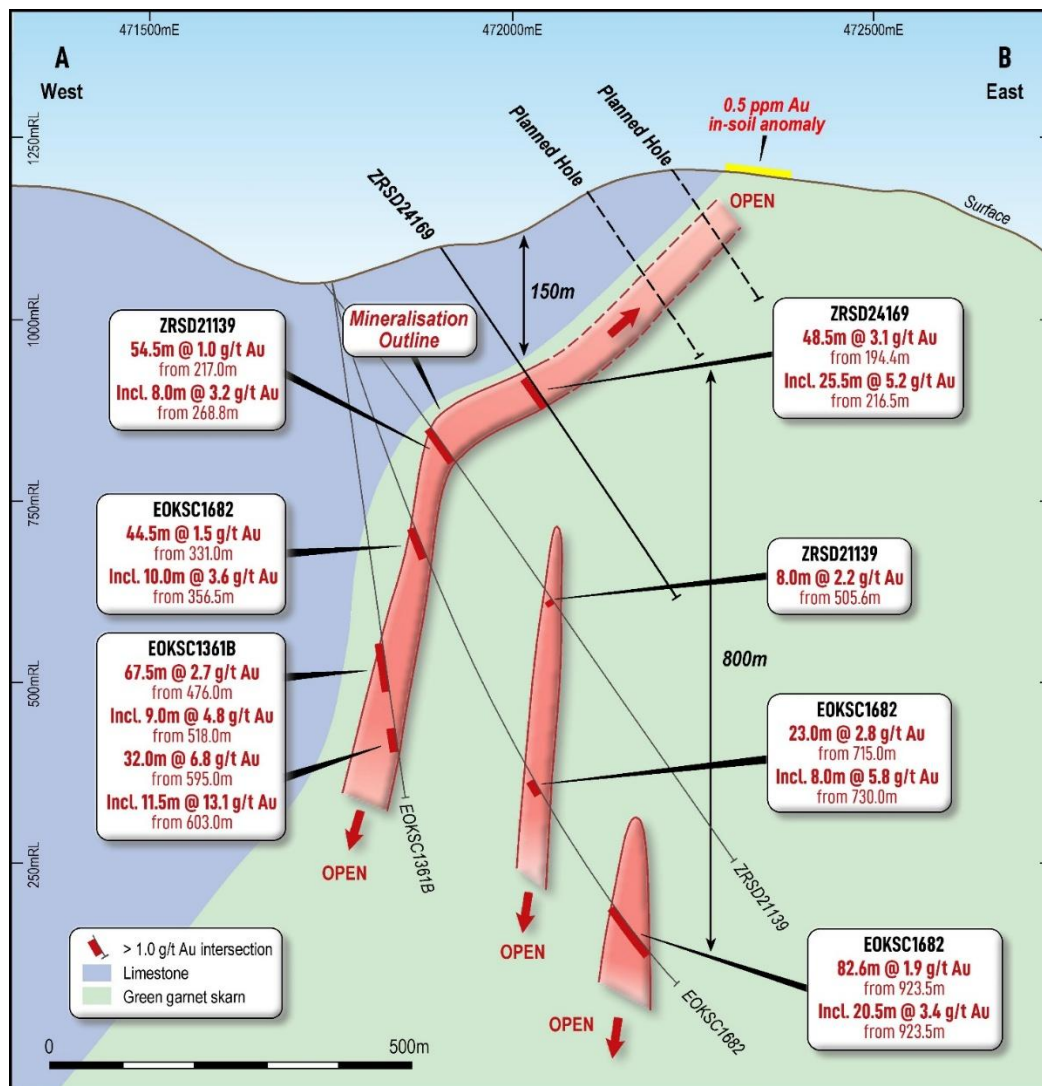 471500mE
472000mE
472500mE
A
West
B
East
1250mRL
1000mRL
750mRL
500mRL
250mRL
0.5 ppm Au
in-soil anomaly
Planned Hole
Planned Hole
ZRSD24169
OPEN
Surface
150m
Mineralisation
Outline
ZRSD21139
54.5m @ 1.0 g/t Au
from 217.0m
Incl. 8.0m @ 3.2 g/t Au
from 268.8m
ZRSD24169
48.5m @ 3.1 g/t Au
from 194.4m
Incl. 25.5m @ 5.2 g/t Au
from 216.5m
EOKSC1682
44.5m @ 1.5 g/t Au
from 331.0m
Incl. 10.0m @ 3.6 g/t Au
from 356.5m
ZRSD21139
8.0m @ 2.2 g/t Au
from 505.6m
EOKSC1361B
67.5m @ 2.7 g/t Au
from 476.0m
Incl. 9.0m @ 4.8 g/t Au
from 518.0m
32.0m @ 6.8 g/t Au
from 595.0m
Incl. 11.5m @ 13.1 g/t Au
from 603.0m
800m
EOKSC1682
23.0m @ 2.8 g/t Au
from 715.0m
Incl. 8.0m @ 5.8 g/t Au
from 730.0m
EOKSC1361B
OPEN
ZRSD21139
OPEN
EOKSC1682
82.6m @ 1.9 g/t Au
from 923.5m
Incl. 20.5m @ 3.4 g/t Au
from 923.5m
EOKSC1682
OPEN
> 1.0 g/t Au intersection
Limestone
Green garnet skarn
0
500m